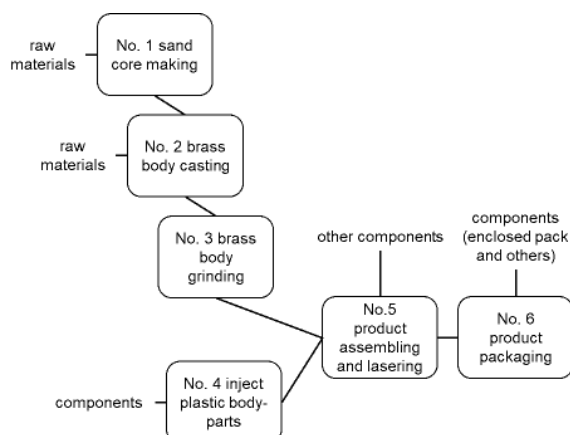 raw
materials
No. 1 sand
core making
raw
materials
No. 2 brass
body casting
No. 3 brass
body
grinding
other components
components
(enclosed pack
and others)
No.5
product
assembling
and lasering
No. 6
product
packaging
components
No. 4 inject
plastic body-
parts